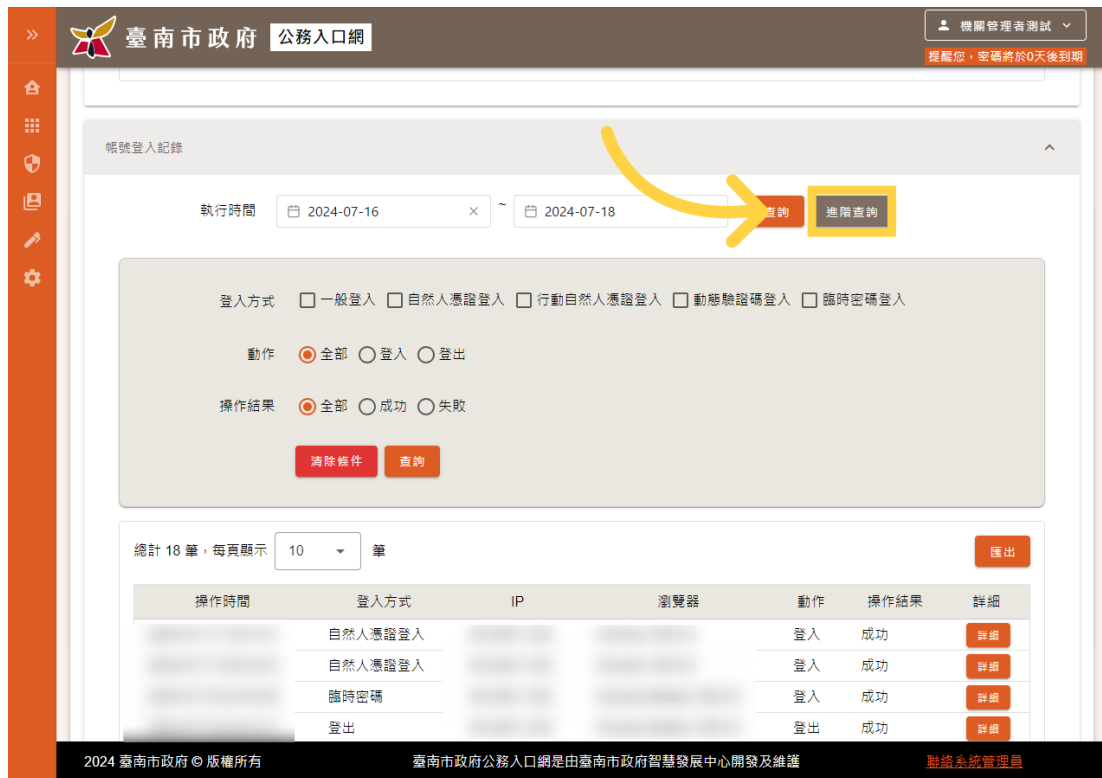 臺南市政府 公務入口網
機關管理者測試
提醒您，密碼將於0天後到期
帳號登入記錄
執行時間 2024-07-16 ~ 2024-07-18 查詢 進階查詢
登入方式 一般登入 自然人憑證登入 行動自然人憑證登入 動態驗證碼登入 臨時密碼登入
動作 全部 登入 登出
操作結果 全部 成功 失敗
清除條件 查詢
總計 18 筆，每頁顯示 10 筆 匯出
操作時間 登入方式 IP 瀏覽器 動作 操作結果 詳細
自然人憑證登入 登入 成功 詳細
自然人憑證登入 登入 成功 詳細
臨時密碼 登入 成功 詳細
登出 登出 成功 詳細
2024 臺南市政府 © 版權所有 臺南市政府公務入口網是由臺南市政府智慧發展中心開發及維護 聯絡系統管理員